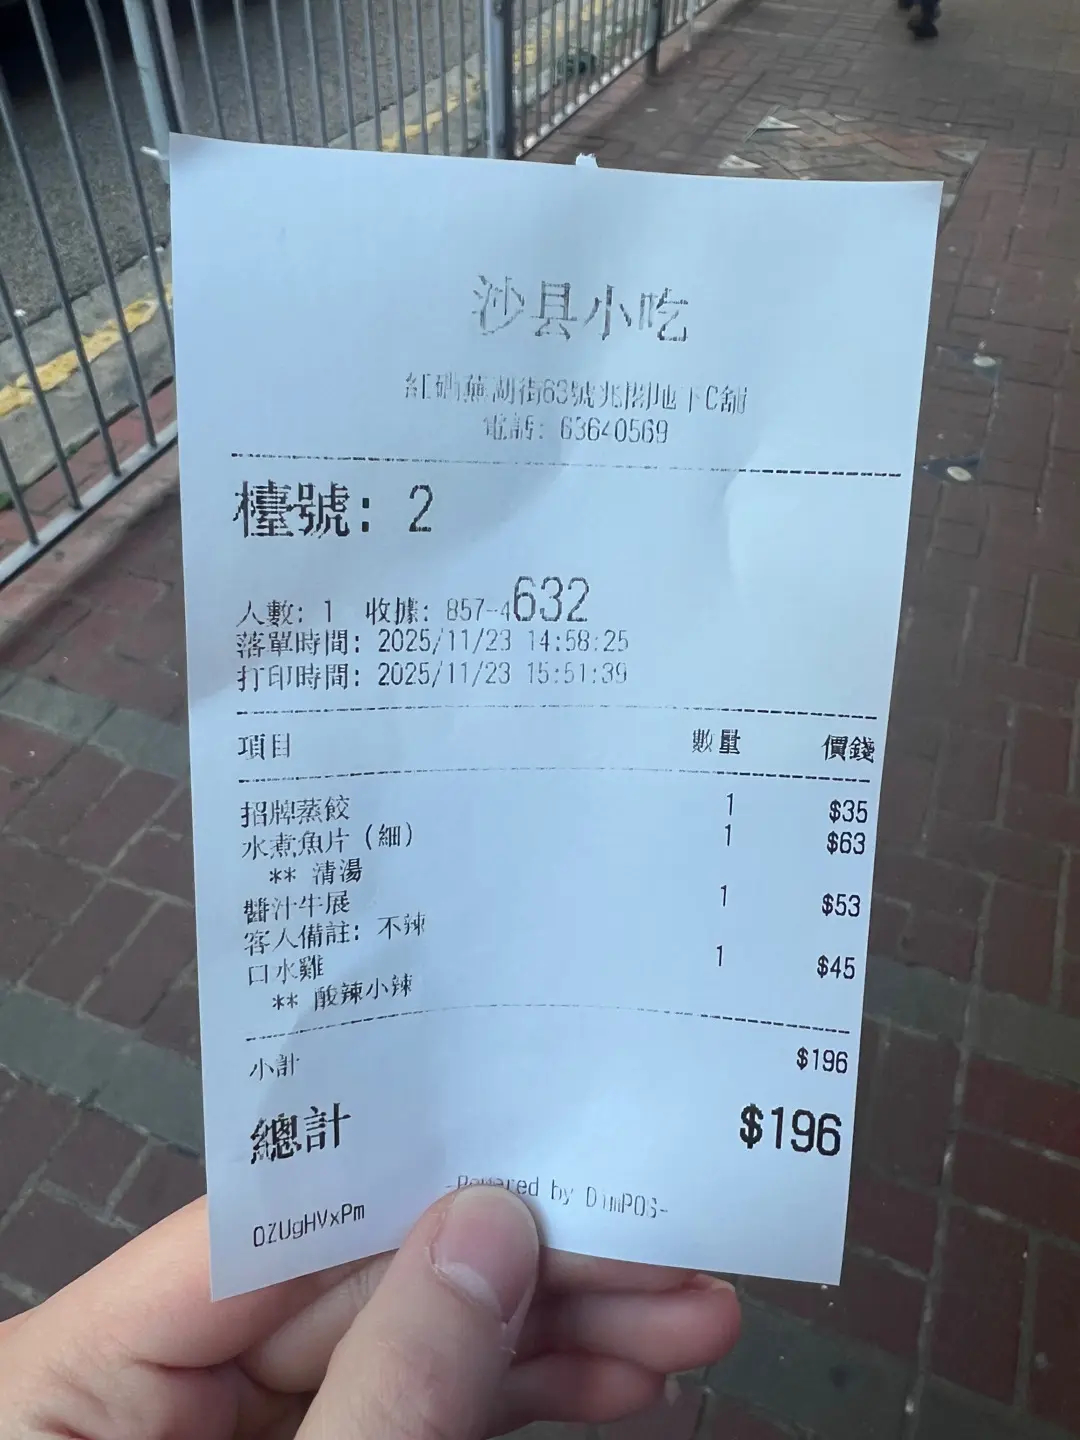 沙县小吃
紅磡蕪湖街63號兆閣地下C舖
電話: 63640569
檯號: 2
人數: 1 收據: 857-4632
落單時間: 2025/11/23 14:58:25
打印時間: 2025/11/23 15:51:39
項目 數量 價錢
招牌蒸餃 1 $35
水煮魚片(細) 1 $63
** 清湯
醬汁牛展 1 $53
客人備註: 不辣
口水雞 1 $45
** 酸辣小辣
小計 $196
總計 $196
-Powered by DimPOS-
OZUgHVxPm